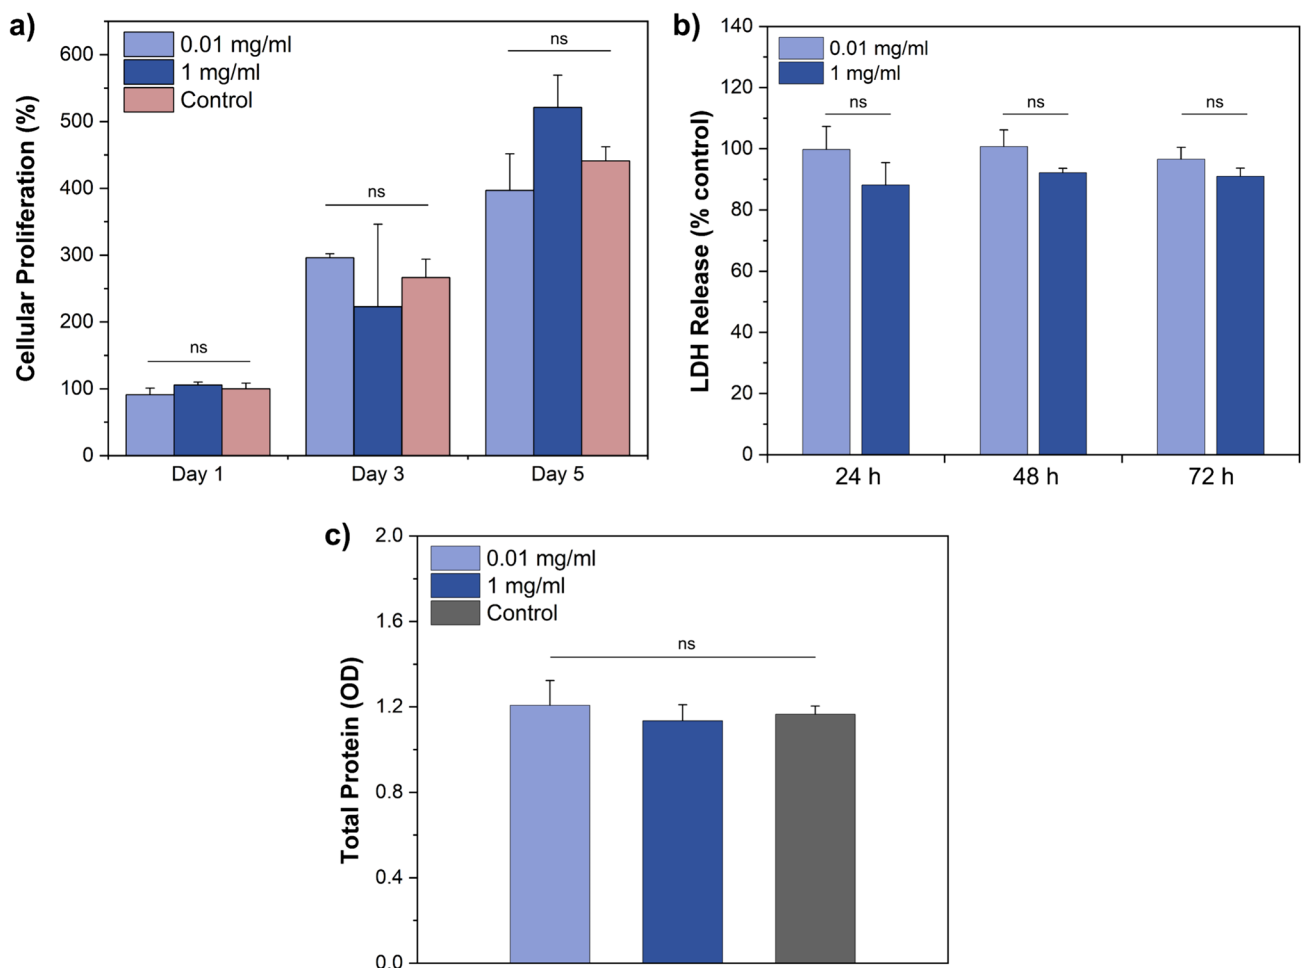 a)
0.01 mg/ml
1 mg/ml
Control
Cellular Proliferation (%)
600
500
400
300
200
100
0
ns
ns
ns
Day 1
Day 3
Day 5
b)
0.01 mg/ml
1 mg/ml
LDH Release (% control)
140
120
100
80
60
40
20
0
ns
ns
ns
24 h
48 h
72 h
c)
0.01 mg/ml
1 mg/ml
Control
Total Protein (OD)
2.0
1.6
1.2
0.8
0.4
0.0
ns